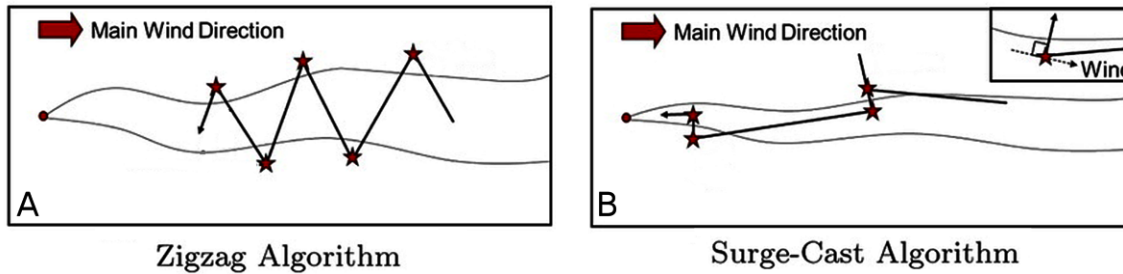 Main Wind Direction
A
Zigzag Algorithm
Main Wind Direction
Wind
B
Surge-Cast Algorithm